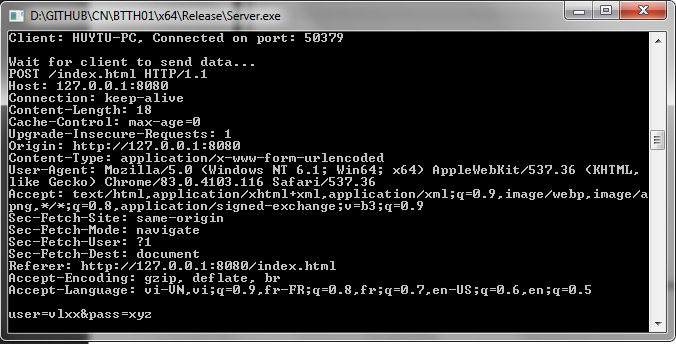 D:\GITHUB\CN\BTTH01\x64\Release\Server.exe
Client: HUYTU-PC, Connected on port: 50379
Wait for client to send data...
POST /index.html HTTP/1.1
Host: 127.0.0.1:8080
Connection: keep-alive
Content-Length: 18
Cache-Control: max-age=0
Upgrade-Insecure-Requests: 1
Origin: http://127.0.0.1:8080
Content-Type: application/x-www-form-urlencoded
User-Agent: Mozilla/5.0 (Windows NT 6.1; Win64; x64) AppleWebKit/537.36 (KHTML,
like Gecko) Chrome/83.0.4103.116 Safari/537.36
Accept: text/html,application/xhtml+xml,application/xml;q=0.9,image/webp,image/a
png,*/*;q=0.8,application/signed-exchange;v=b3;q=0.9
Sec-Fetch-Site: same-origin
Sec-Fetch-Mode: navigate
Sec-Fetch-User: ?1
Sec-Fetch-Dest: document
Referer: http://127.0.0.1:8080/index.html
Accept-Encoding: gzip, deflate, br
Accept-Language: vi-VN,vi;q=0.9,fr-FR;q=0.8,fr;q=0.7,en-US;q=0.6,en;q=0.5
user=vlxx&pass=xyz